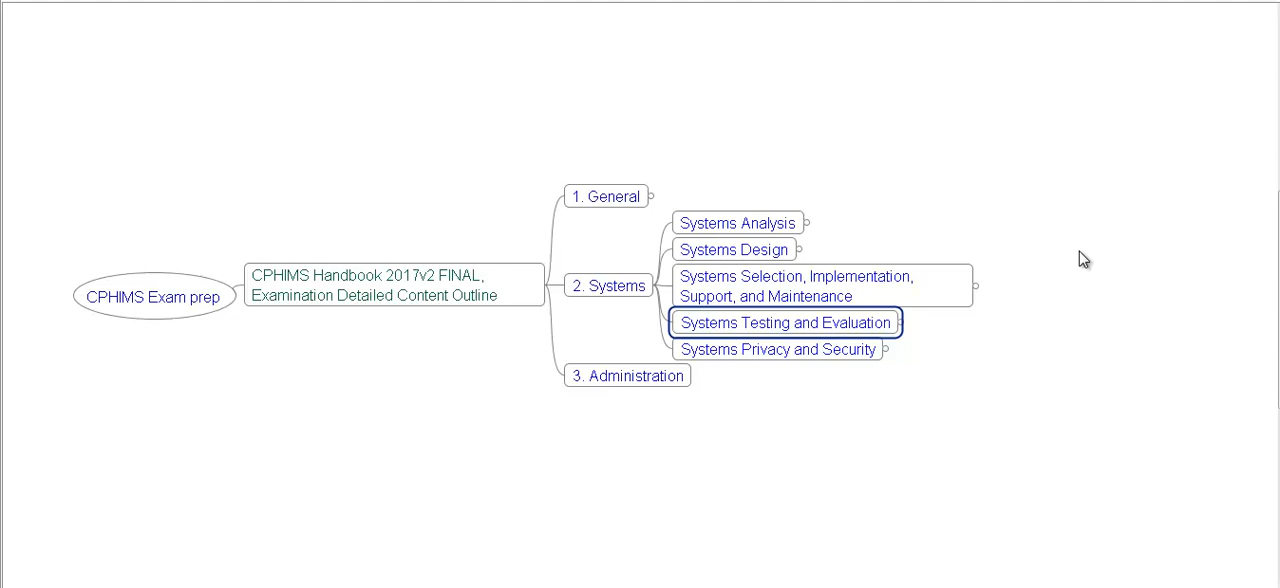 CPHIMS Exam prep
CPHIMS Handbook 2017v2 FINAL,
Examination Detailed Content Outline
1. General
2. Systems
Systems Analysis
Systems Design
Systems Selection, Implementation,
Support, and Maintenance
Systems Testing and Evaluation
Systems Privacy and Security
3. Administration